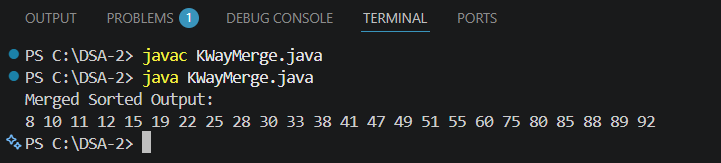 OUTPUT PROBLEMS 1 DEBUG CONSOLE TERMINAL PORTS
PS C:\DSA-2> javac KWayMerge.java
PS C:\DSA-2> java KWayMerge.java
Merged Sorted Output:
8 10 11 12 15 19 22 25 28 30 33 38 41 47 49 51 55 60 75 80 85 88 89 92
PS C:\DSA-2>